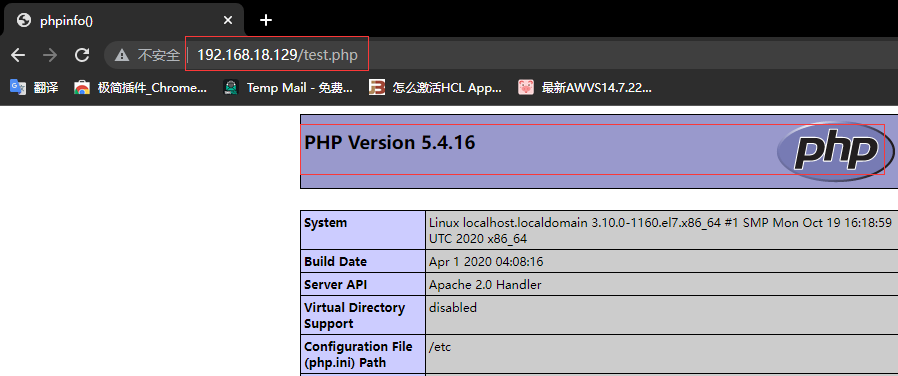 phpinfo()
不安全
192.168.18.129/test.php
翻译
极简插件_Chrome...
Temp Mail - 免费...
怎么激活HCL App...
最新AWVS14.7.22...
PHP Version 5.4.16
php
System
Linux localhost.localdomain 3.10.0-1160.el7.x86_64 #1 SMP Mon Oct 19 16:18:59
UTC 2020 x86_64
Build Date
Apr 1 2020 04:08:16
Server API
Apache 2.0 Handler
Virtual Directory
Support
disabled
Configuration File
(php.ini) Path
/etc